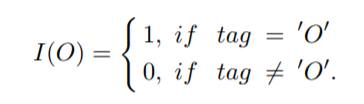 I(O) = { 1, if tag = 'O'
0, if tag ≠ 'O'.